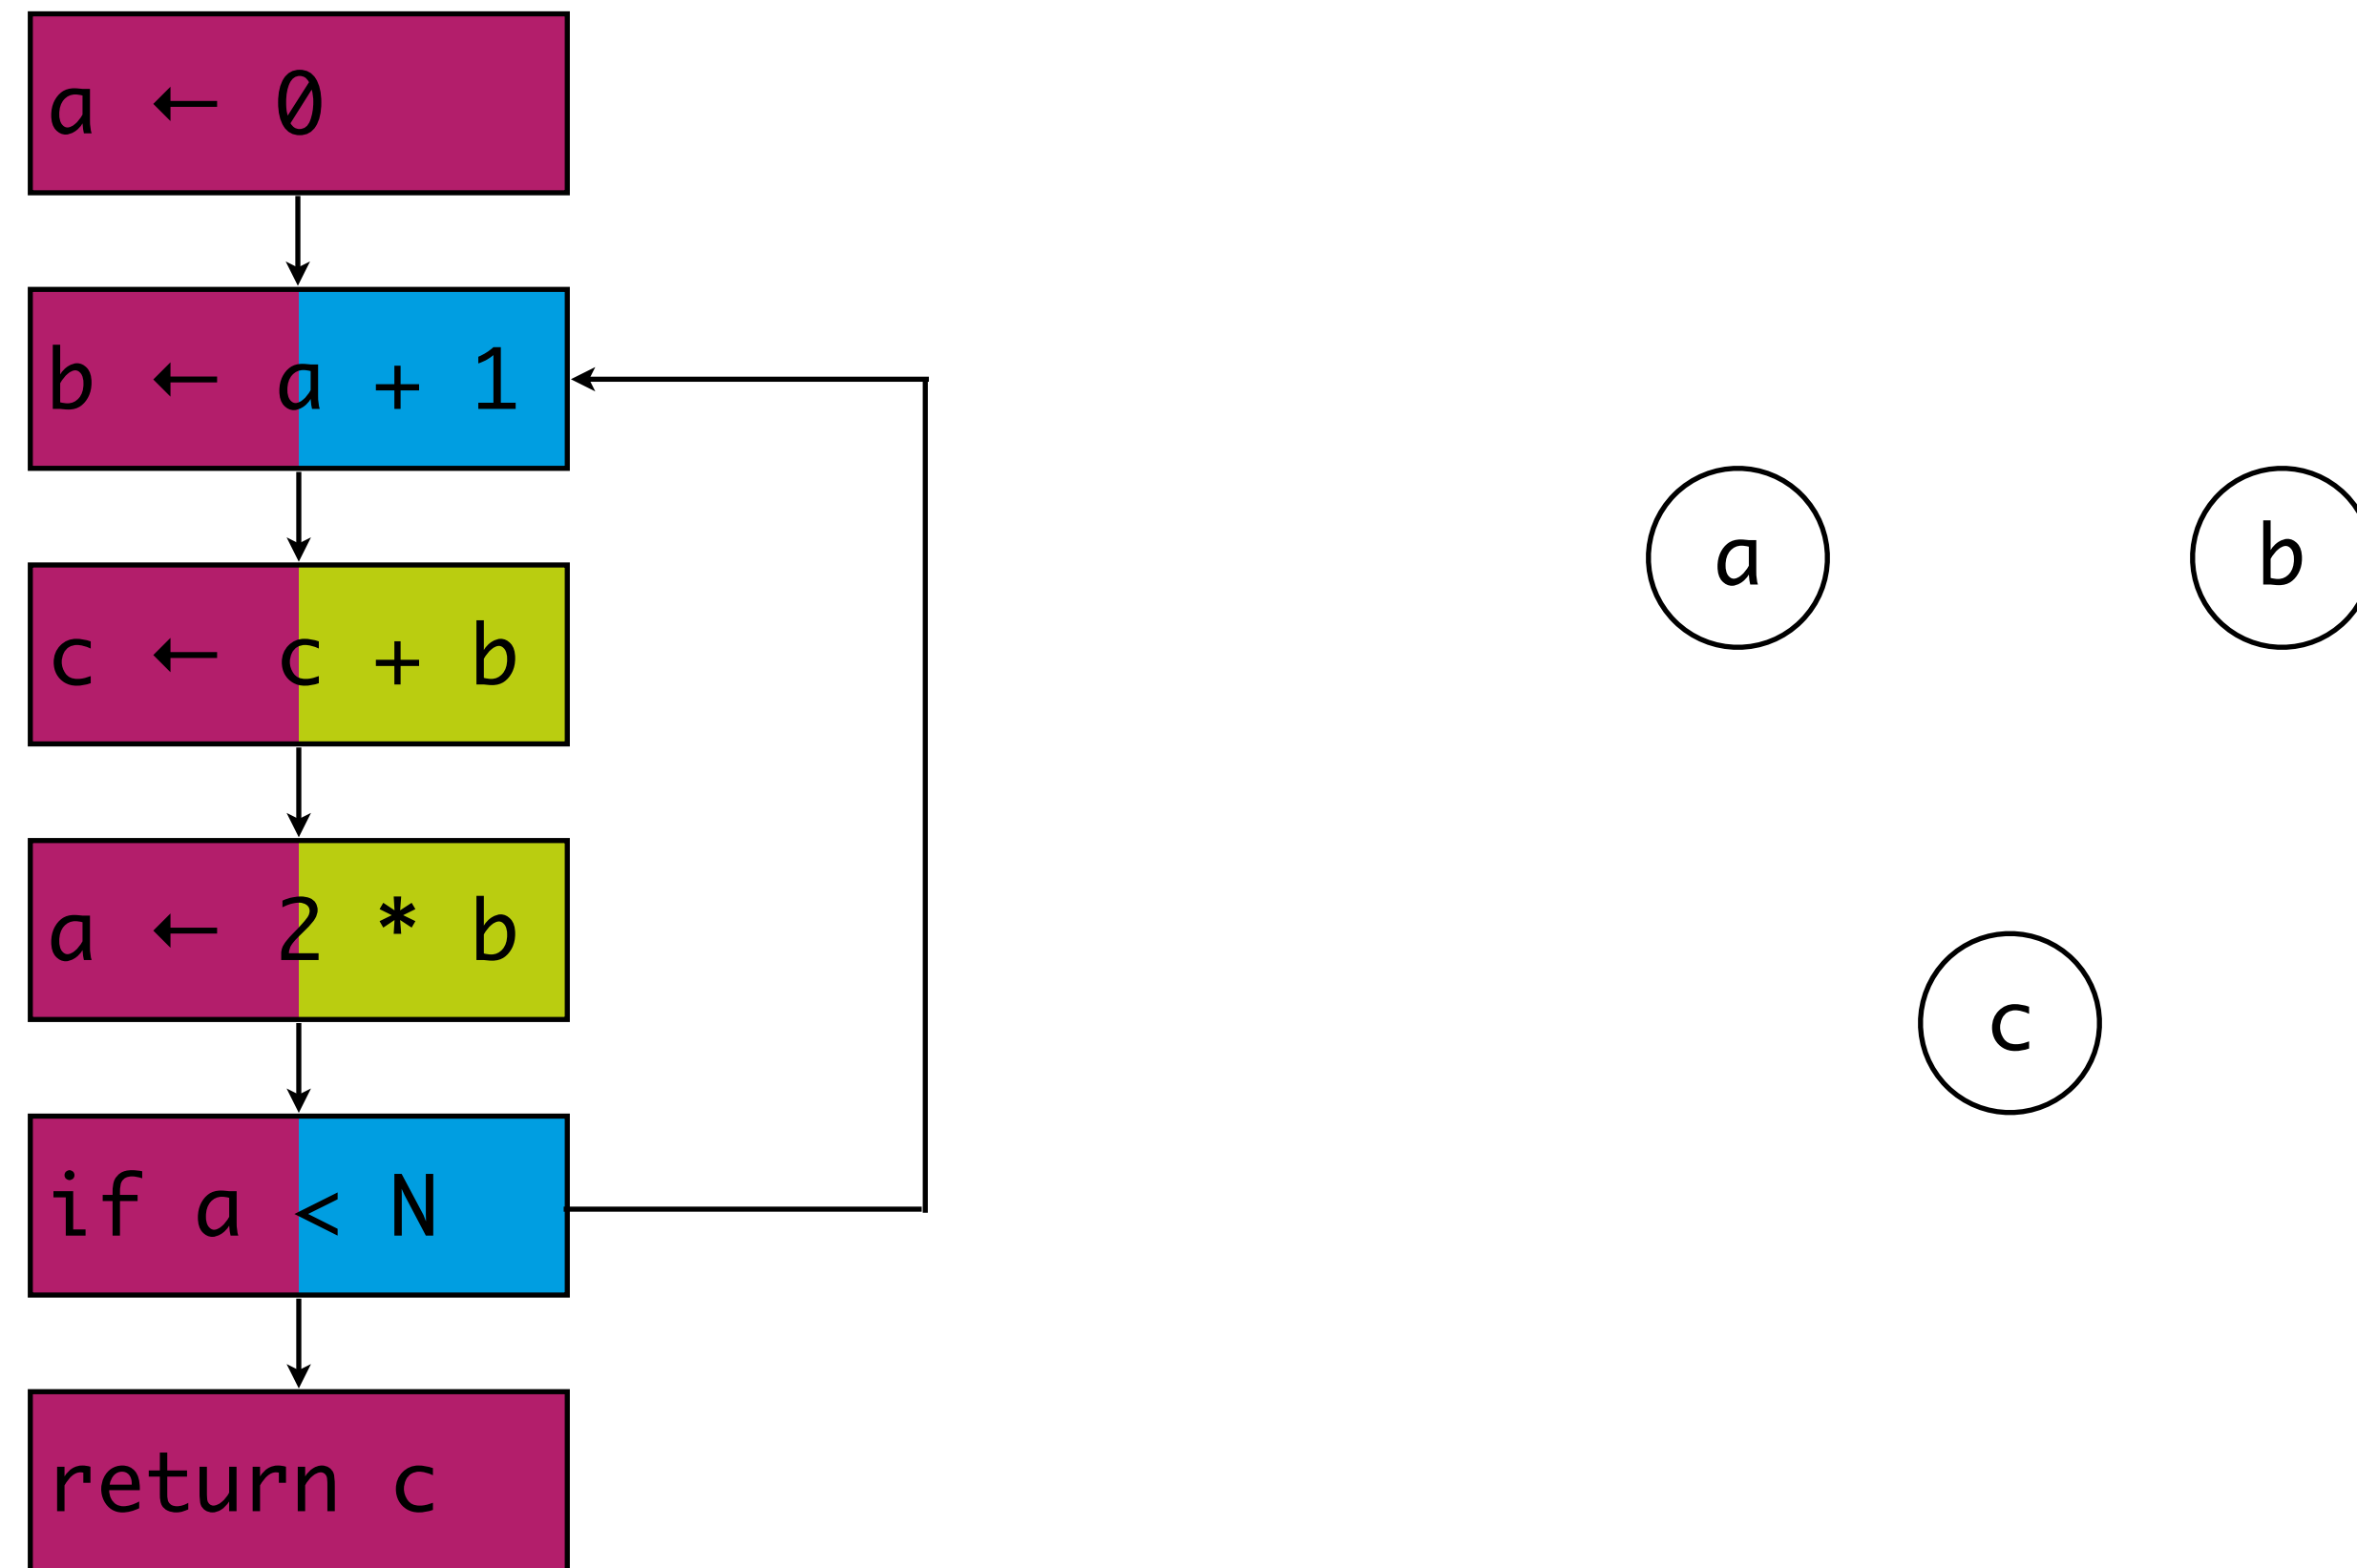 a ← 0
b ← a + 1
c ← c + b
a ← 2 * b
if a < N
return c
a
b
c